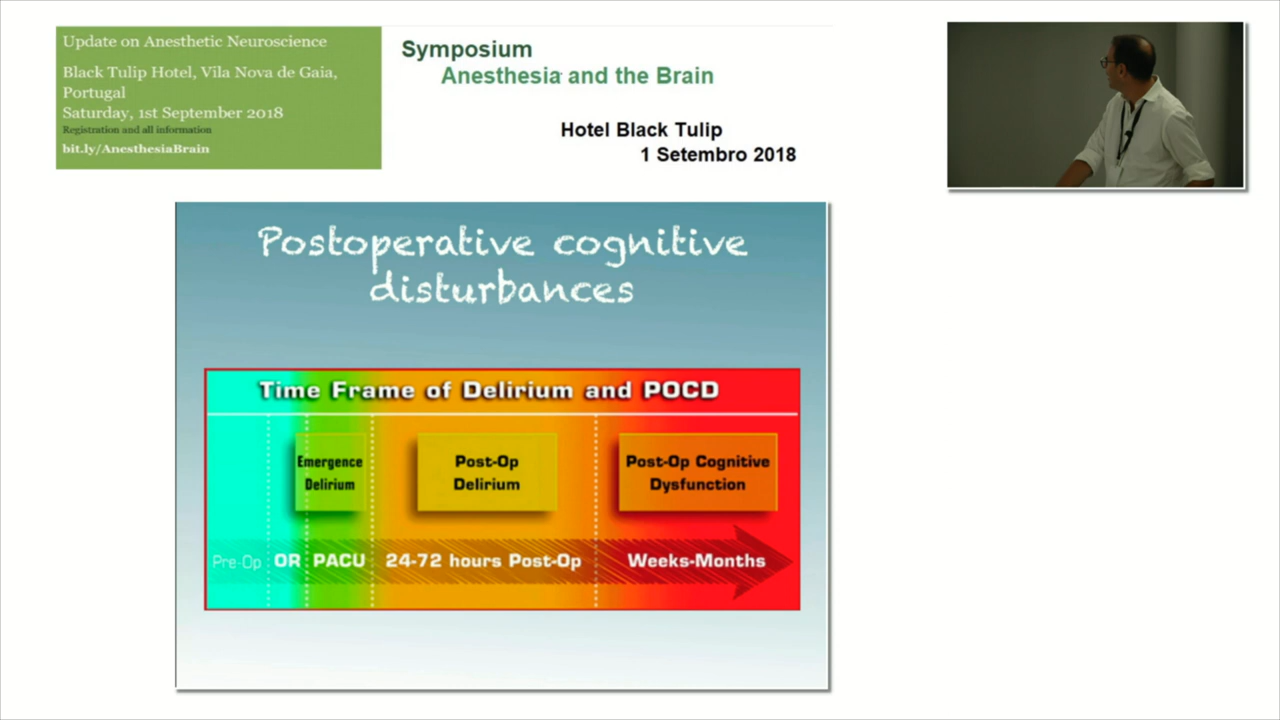 Update on Anesthetic Neuroscience
Black Tulip Hotel, Vila Nova de Gaia,
Portugal
Saturday, 1st September 2018
Registration and all information
bit.ly/AnesthesiaBrain
Symposium
Anesthesia and the Brain
Hotel Black Tulip
1 Setembro 2018
Postoperative cognitive
disturbances
Time Frame of Delirium and POCD
Emergence
Delirium
Post-Op
Delirium
Post-Op Cognitive
Dysfunction
Pre-Op OR PACU 24-72 hours Post-Op Weeks-Months